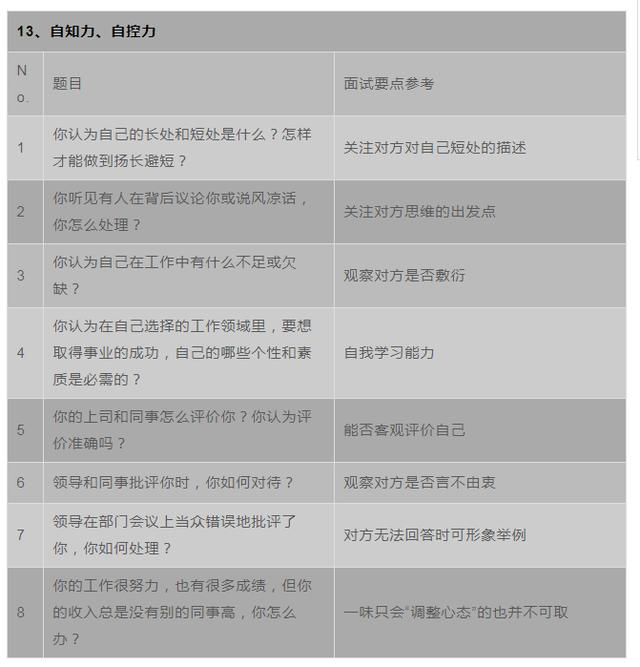 13、自知力、自控力
N
o.
题目
面试要点参考
1
你认为自己的长处和短处是什么？怎样
才能做到扬长避短？
关注对方对自己短处的描述
2
你听见有人在背后议论你或说风凉话，
你怎么处理？
关注对方思维的出发点
3
你认为自己在工作中有什么不足或欠
缺？
观察对方是否敷衍
4
你认为在自己选择的工作领域里，要想
取得事业的成功，自己的哪些个性和素
质是必需的？
自我学习能力
5
你的上司和同事怎么评价你？你认为评
价准确吗？
能否客观评价自己
6
领导和同事批评你时，你如何对待？
观察对方是否言不由衷
7
领导在部门会议上当众错误地批评了
你，你如何处理？
对方无法回答时可形象举例
8
你的工作很努力，也有很多成绩，但你
的收入总是没有别的同事高，你怎么
办？
一味只会“调整心态”的也并不可取